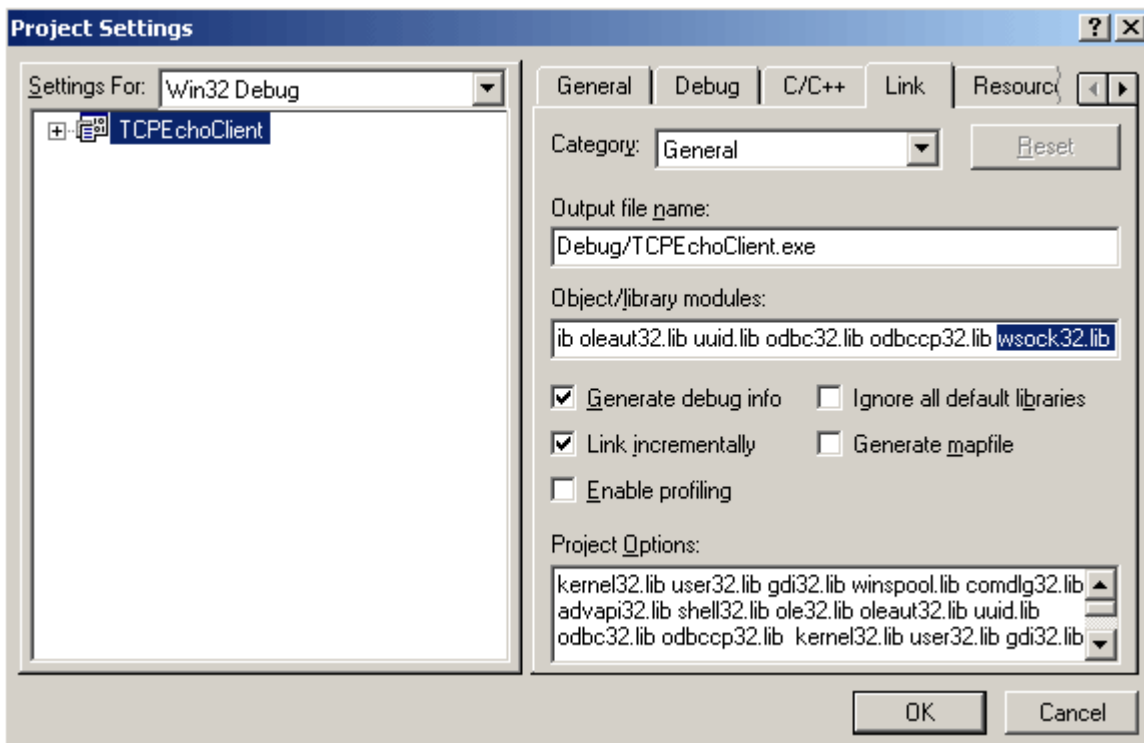 Project Settings
Settings For: Win32 Debug
TCPEchoClient
General Debug C/C++ Link Resourc
Category: General Reset
Output file name:
Debug/TCPEchoClient.exe
Object/library modules:
ib oleaut32.lib uuid.lib odbc32.lib odbccp32.lib wsock32.lib
Generate debug info Ignore all default libraries
Link incrementally Generate mapfile
Enable profiling
Project Options:
kernel32.lib user32.lib gdi32.lib winspool.lib comdlg32.lib
advapi32.lib shell32.lib ole32.lib oleaut32.lib uuid.lib
odbc32.lib odbccp32.lib kernel32.lib user32.lib gdi32.lib
OK Cancel